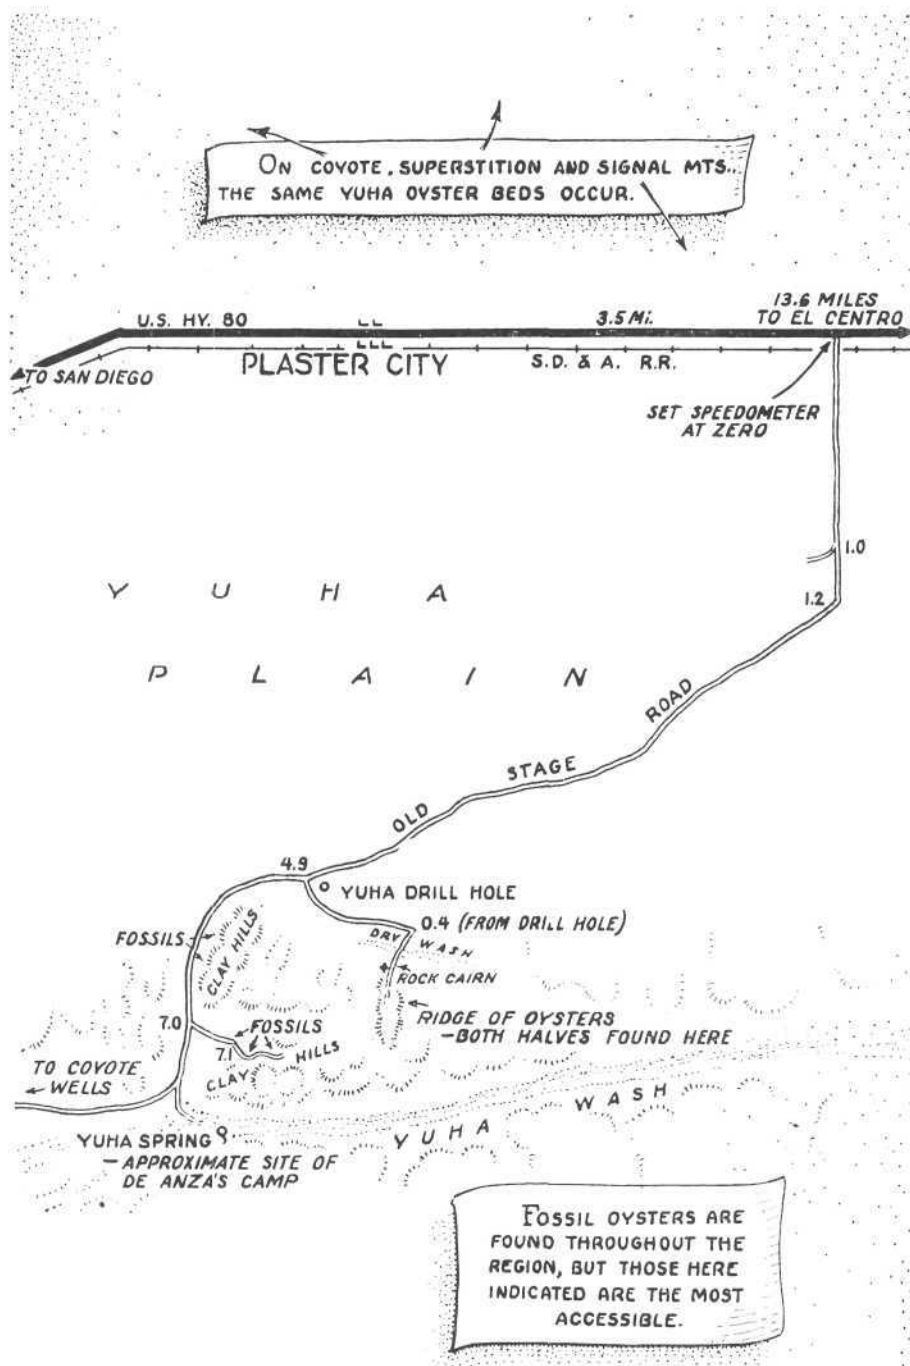 ON COYOTE, SUPERSTITION AND SIGNAL MTS..
THE SAME YUHA OYSTER BEDS OCCUR.
13.6 MILES
TO EL CENTRO
U.S. HY. 80
3.5 Mi.
PLASTER CITY
S.D. & A. R.R.
TO SAN DIEGO
SET SPEEDOMETER
AT ZERO
1.0
1.2
YUHA
PLAIN
OLD STAGE ROAD
4.9
YUHA DRILL HOLE
0.4 (FROM DRILL HOLE)
DRY WASH
FOSSILS
CLAY HILLS
ROCK CAIRN
RIDGE OF OYSTERS
—BOTH HALVES FOUND HERE
7.0
FOSSILS
7.1
CLAY HILLS
TO COYOTE
WELLS
YUHA WASH
YUHA SPRING
—APPROXIMATE SITE OF
DE ANZA'S CAMP
FOSSIL OYSTERS ARE
FOUND THROUGHOUT THE
REGION, BUT THOSE HERE
INDICATED ARE THE MOST
ACCESSIBLE.